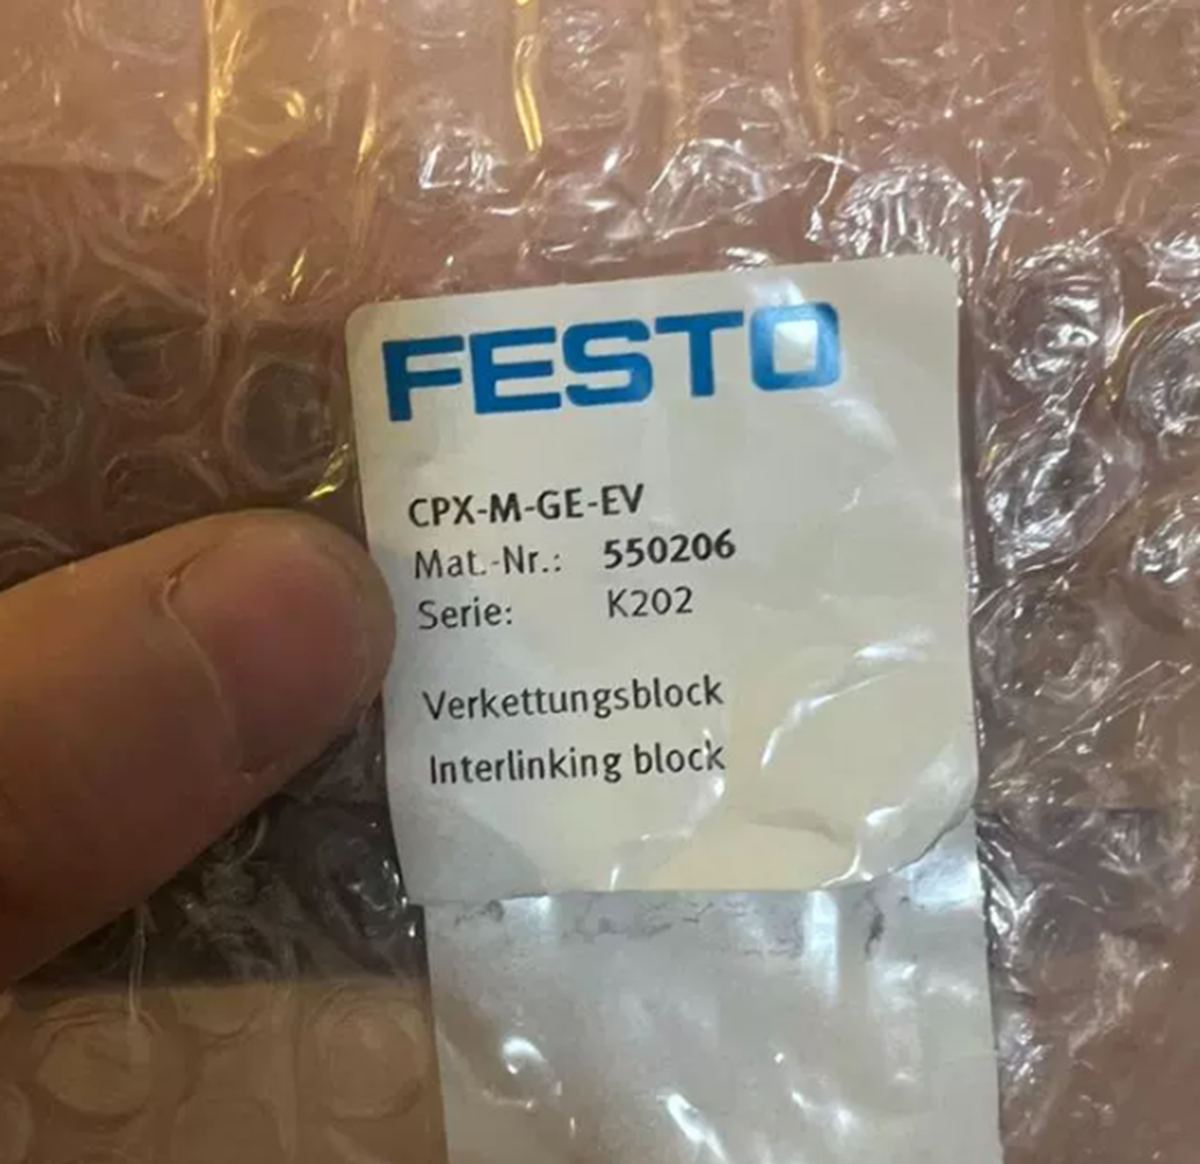 FESTO
CPX-M-GE-EV
Mat.-Nr.: 550206
Serie: K202
Verkettungsblock
Interlinking block